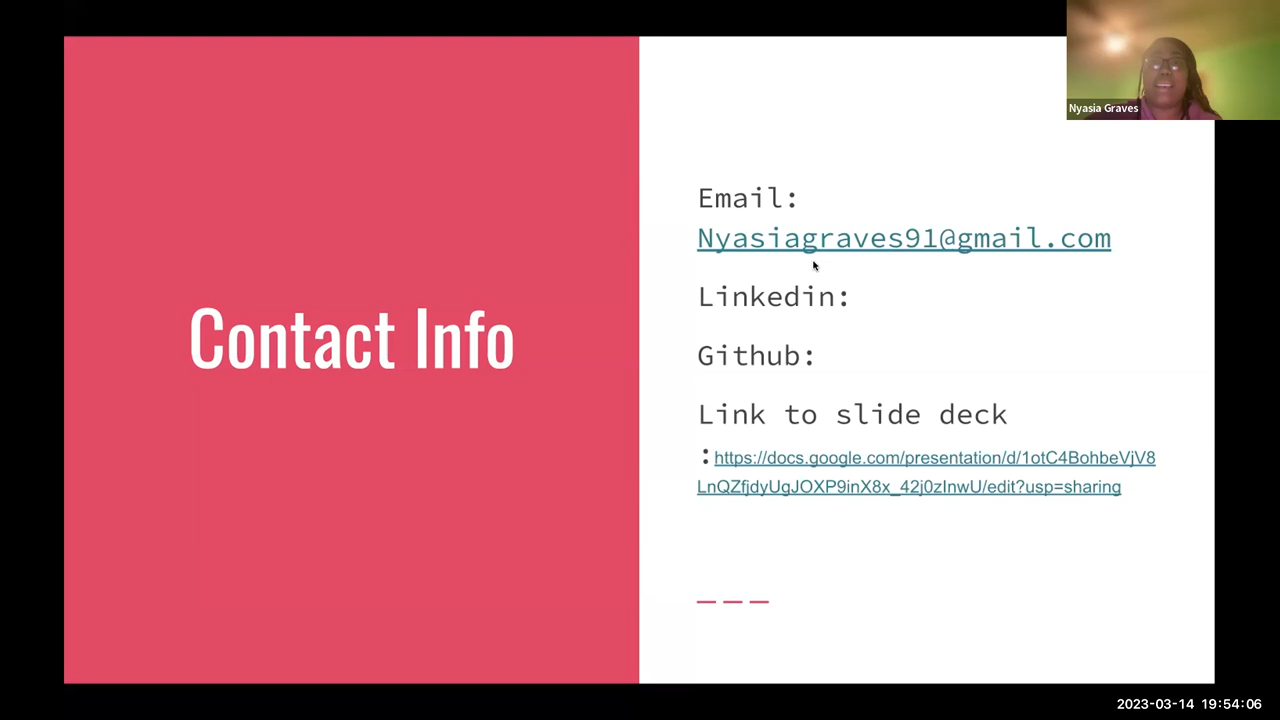 Nyasia Graves
Contact Info
Email:
Nyasiagraves91@gmail.com
Linkedin:
Github:
Link to slide deck
:https://docs.google.com/presentation/d/1otC4BohbeVjV8
LnQZfjdyUgJOXP9inX8x_42j0zInwU/edit?usp=sharing
2023-03-14 19:54:06